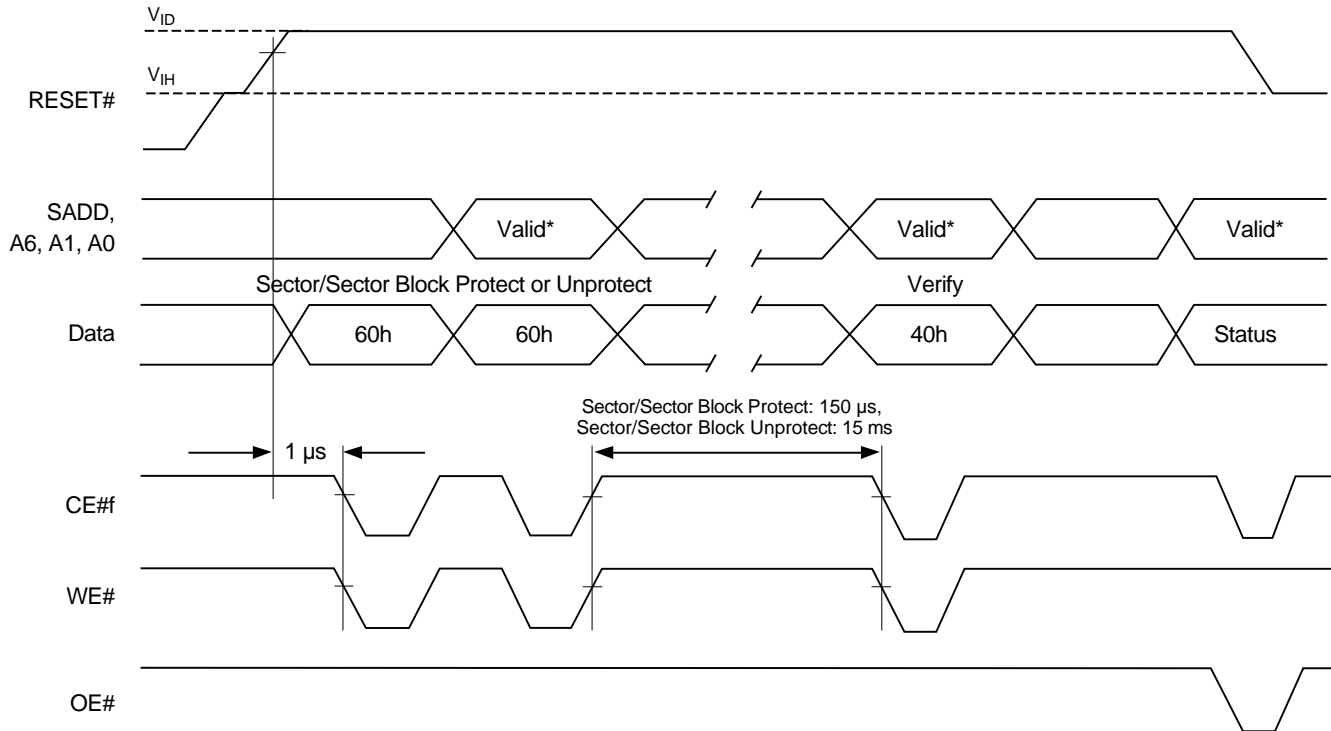 VID
VIH
RESET#
SADD,
A6, A1, A0
Valid*
Valid*
Valid*
Sector/Sector Block Protect or Unprotect
Verify
Data
60h
60h
40h
Status
Sector/Sector Block Protect: 150 µs,
Sector/Sector Block Unprotect: 15 ms
1 µs
CE#f
WE#
OE#